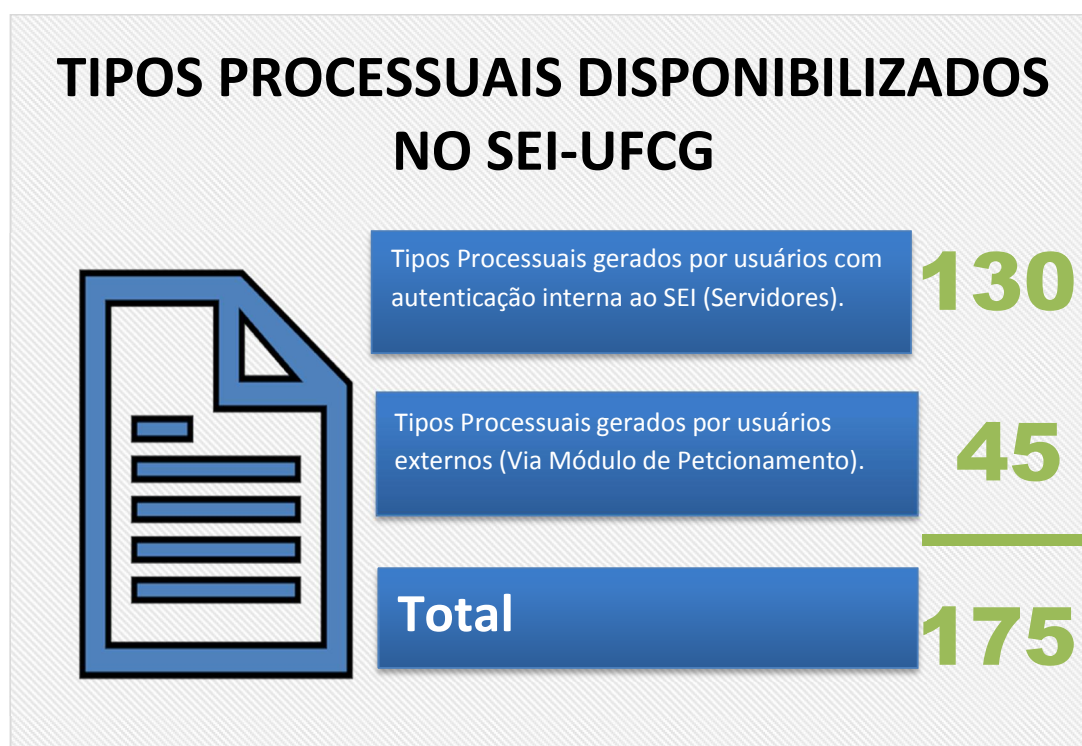 TIPOS PROCESSUAIS DISPONIBILIZADOS
NO SEI-UFCG
Tipos Processuais gerados por usuários com
autenticação interna ao SEI (Servidores).
130
Tipos Processuais gerados por usuários
externos (Via Módulo de Petcionamento).
45
Total
175